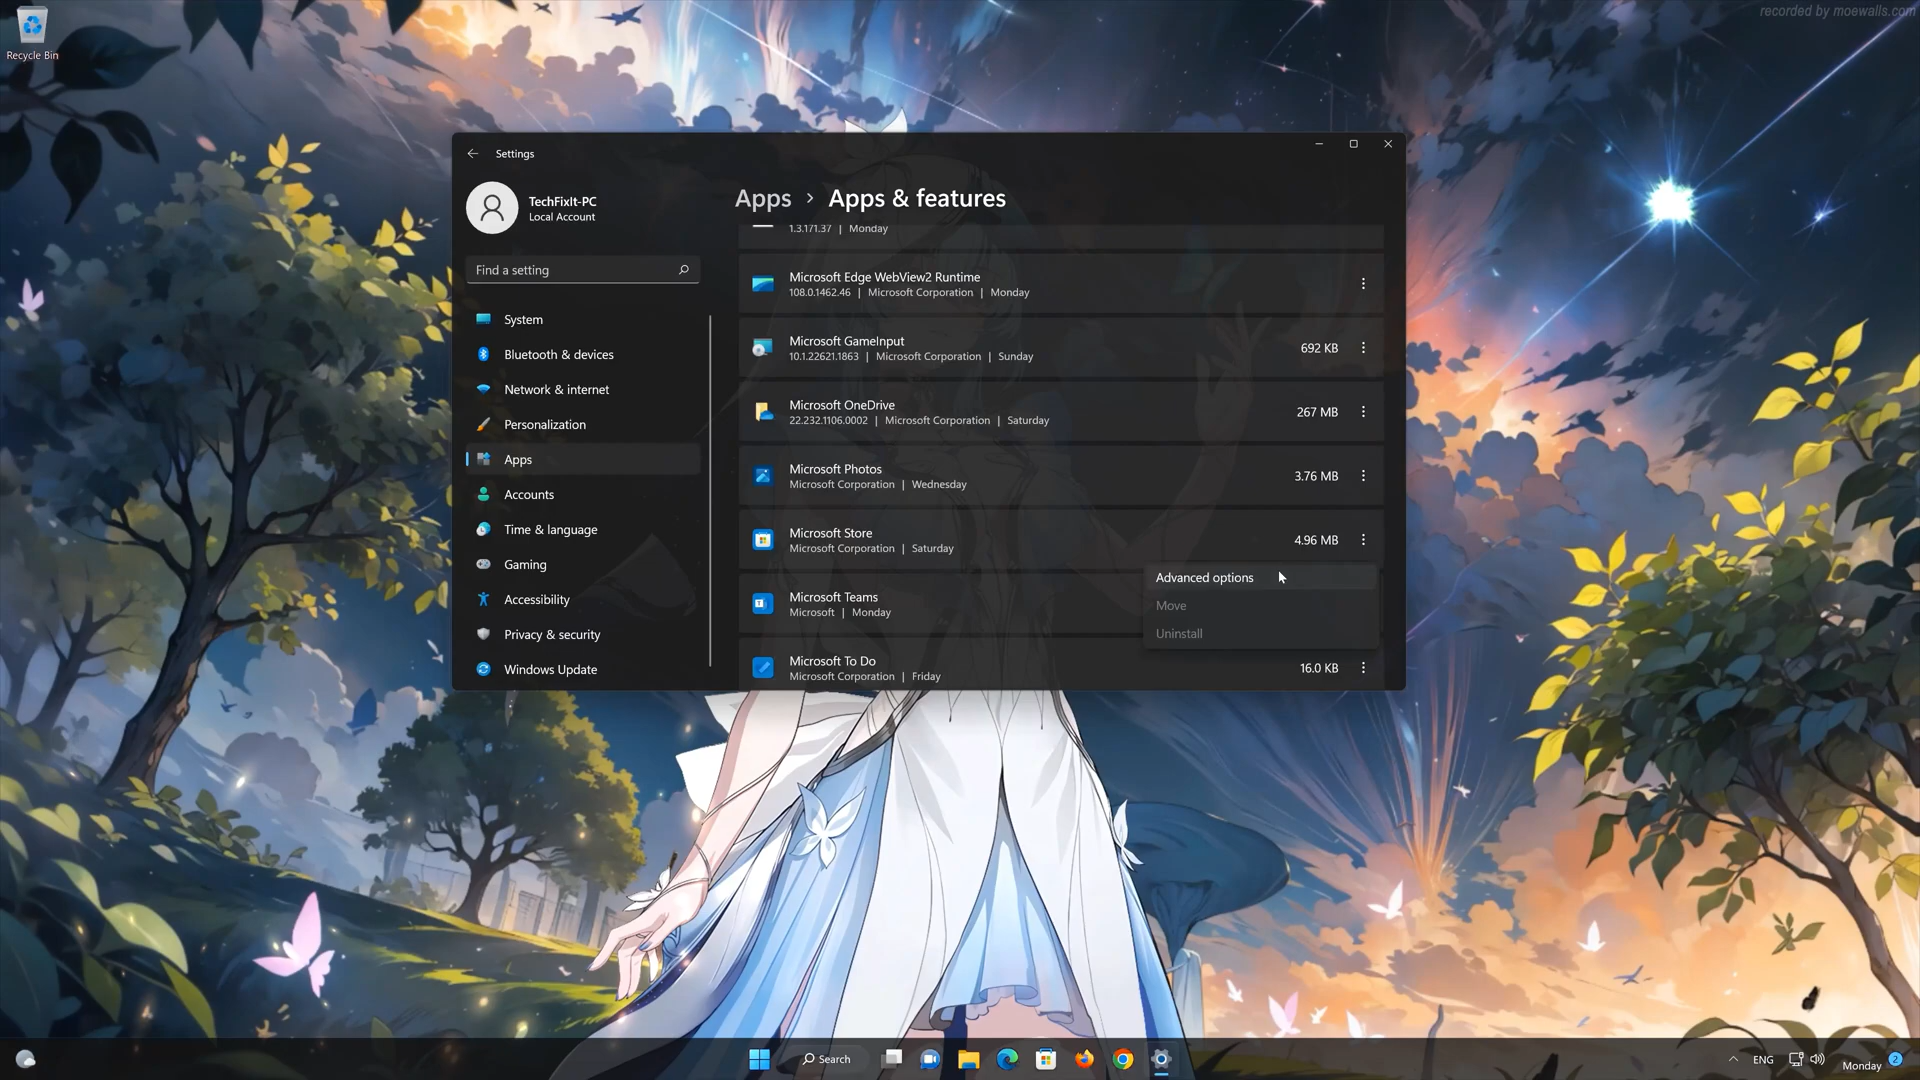 recorded by moewalls.com
Recycle Bin
Settings
TechFixIt-PC
Local Account
Find a setting
System
Bluetooth & devices
Network & internet
Personalization
Apps
Accounts
Time & language
Gaming
Accessibility
Privacy & security
Windows Update
Apps > Apps & features
1.3.171.37 | Monday
Microsoft Edge WebView2 Runtime
108.0.1462.46 | Microsoft Corporation | Monday
Microsoft GameInput
10.1.22621.1863 | Microsoft Corporation | Sunday
692 KB
Microsoft OneDrive
22.232.1106.0002 | Microsoft Corporation | Saturday
267 MB
Microsoft Photos
Microsoft Corporation | Wednesday
3.76 MB
Microsoft Store
Microsoft Corporation | Saturday
4.96 MB
Advanced options
Move
Uninstall
Microsoft Teams
Microsoft | Monday
Microsoft To Do
Microsoft Corporation | Friday
16.0 KB
Search
ENG
Monday
2